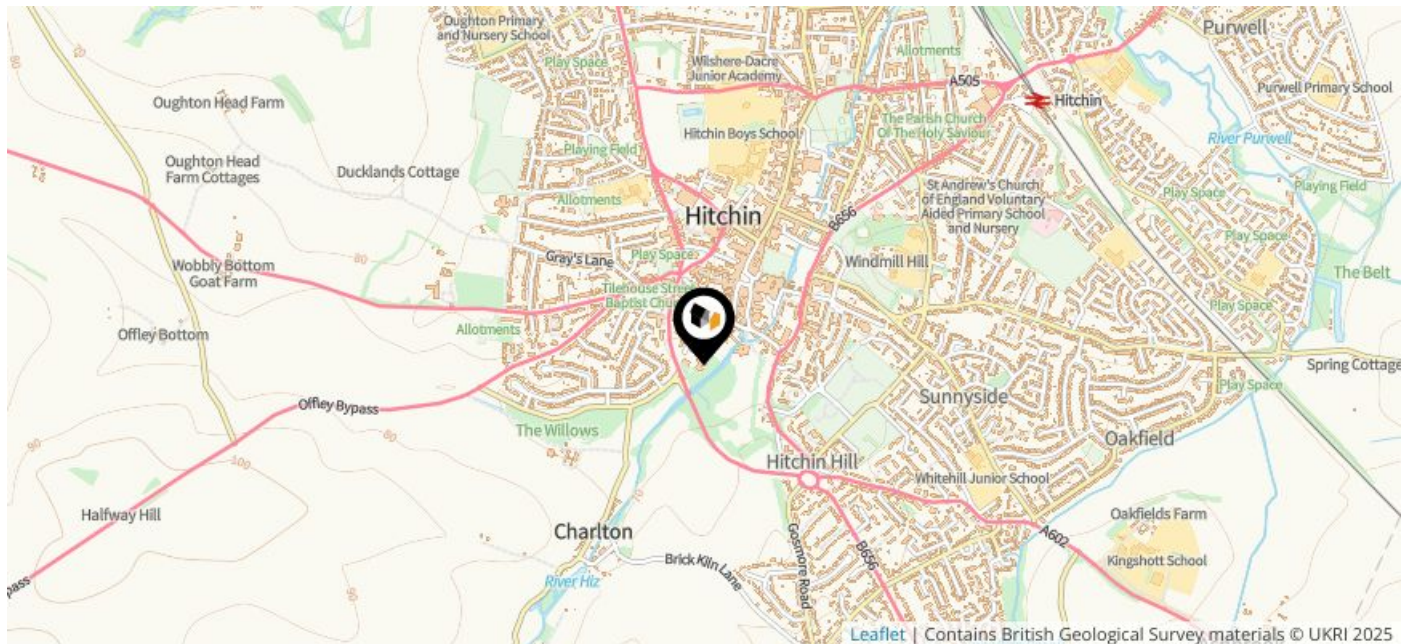 Oughton Primary
and Nursery School
Play Space
Wilshere-Dacre
Junior Academy
Allotments
Purwell
A505
Hitchin
Purwell Primary School
Oughton Head Farm
The Parish Church
Of The Holy Saviour
Hitchin Boys School
River Purwell
Playing Field
Oughton Head
Farm Cottages
Ducklands Cottage
Allotments
St Andrew's Church
of England Voluntary
Aided Primary School
and Nursery
Play Space
Playing Field
Hitchin
B656
Play Space
Gray's Lane
Play Space
Wobbly Bottom
Goat Farm
Windmill Hill
The Belt
Tilehouse Street
Baptist Church
Play Space
Offley Bottom
Allotments
Spring Cottage
Play Space
Offley Bypass
80
Sunnyside
The Willows
Oakfield
80
100
Hitchin Hill
Whitehill Junior School
70
Halfway Hill
Oakfields Farm
Charlton
A602
Gosmore Road
B656
Brick Kiln Lane
Kingshott School
River Hiz
90
pass
Leaflet | Contains British Geological Survey materials © UKRI 2025